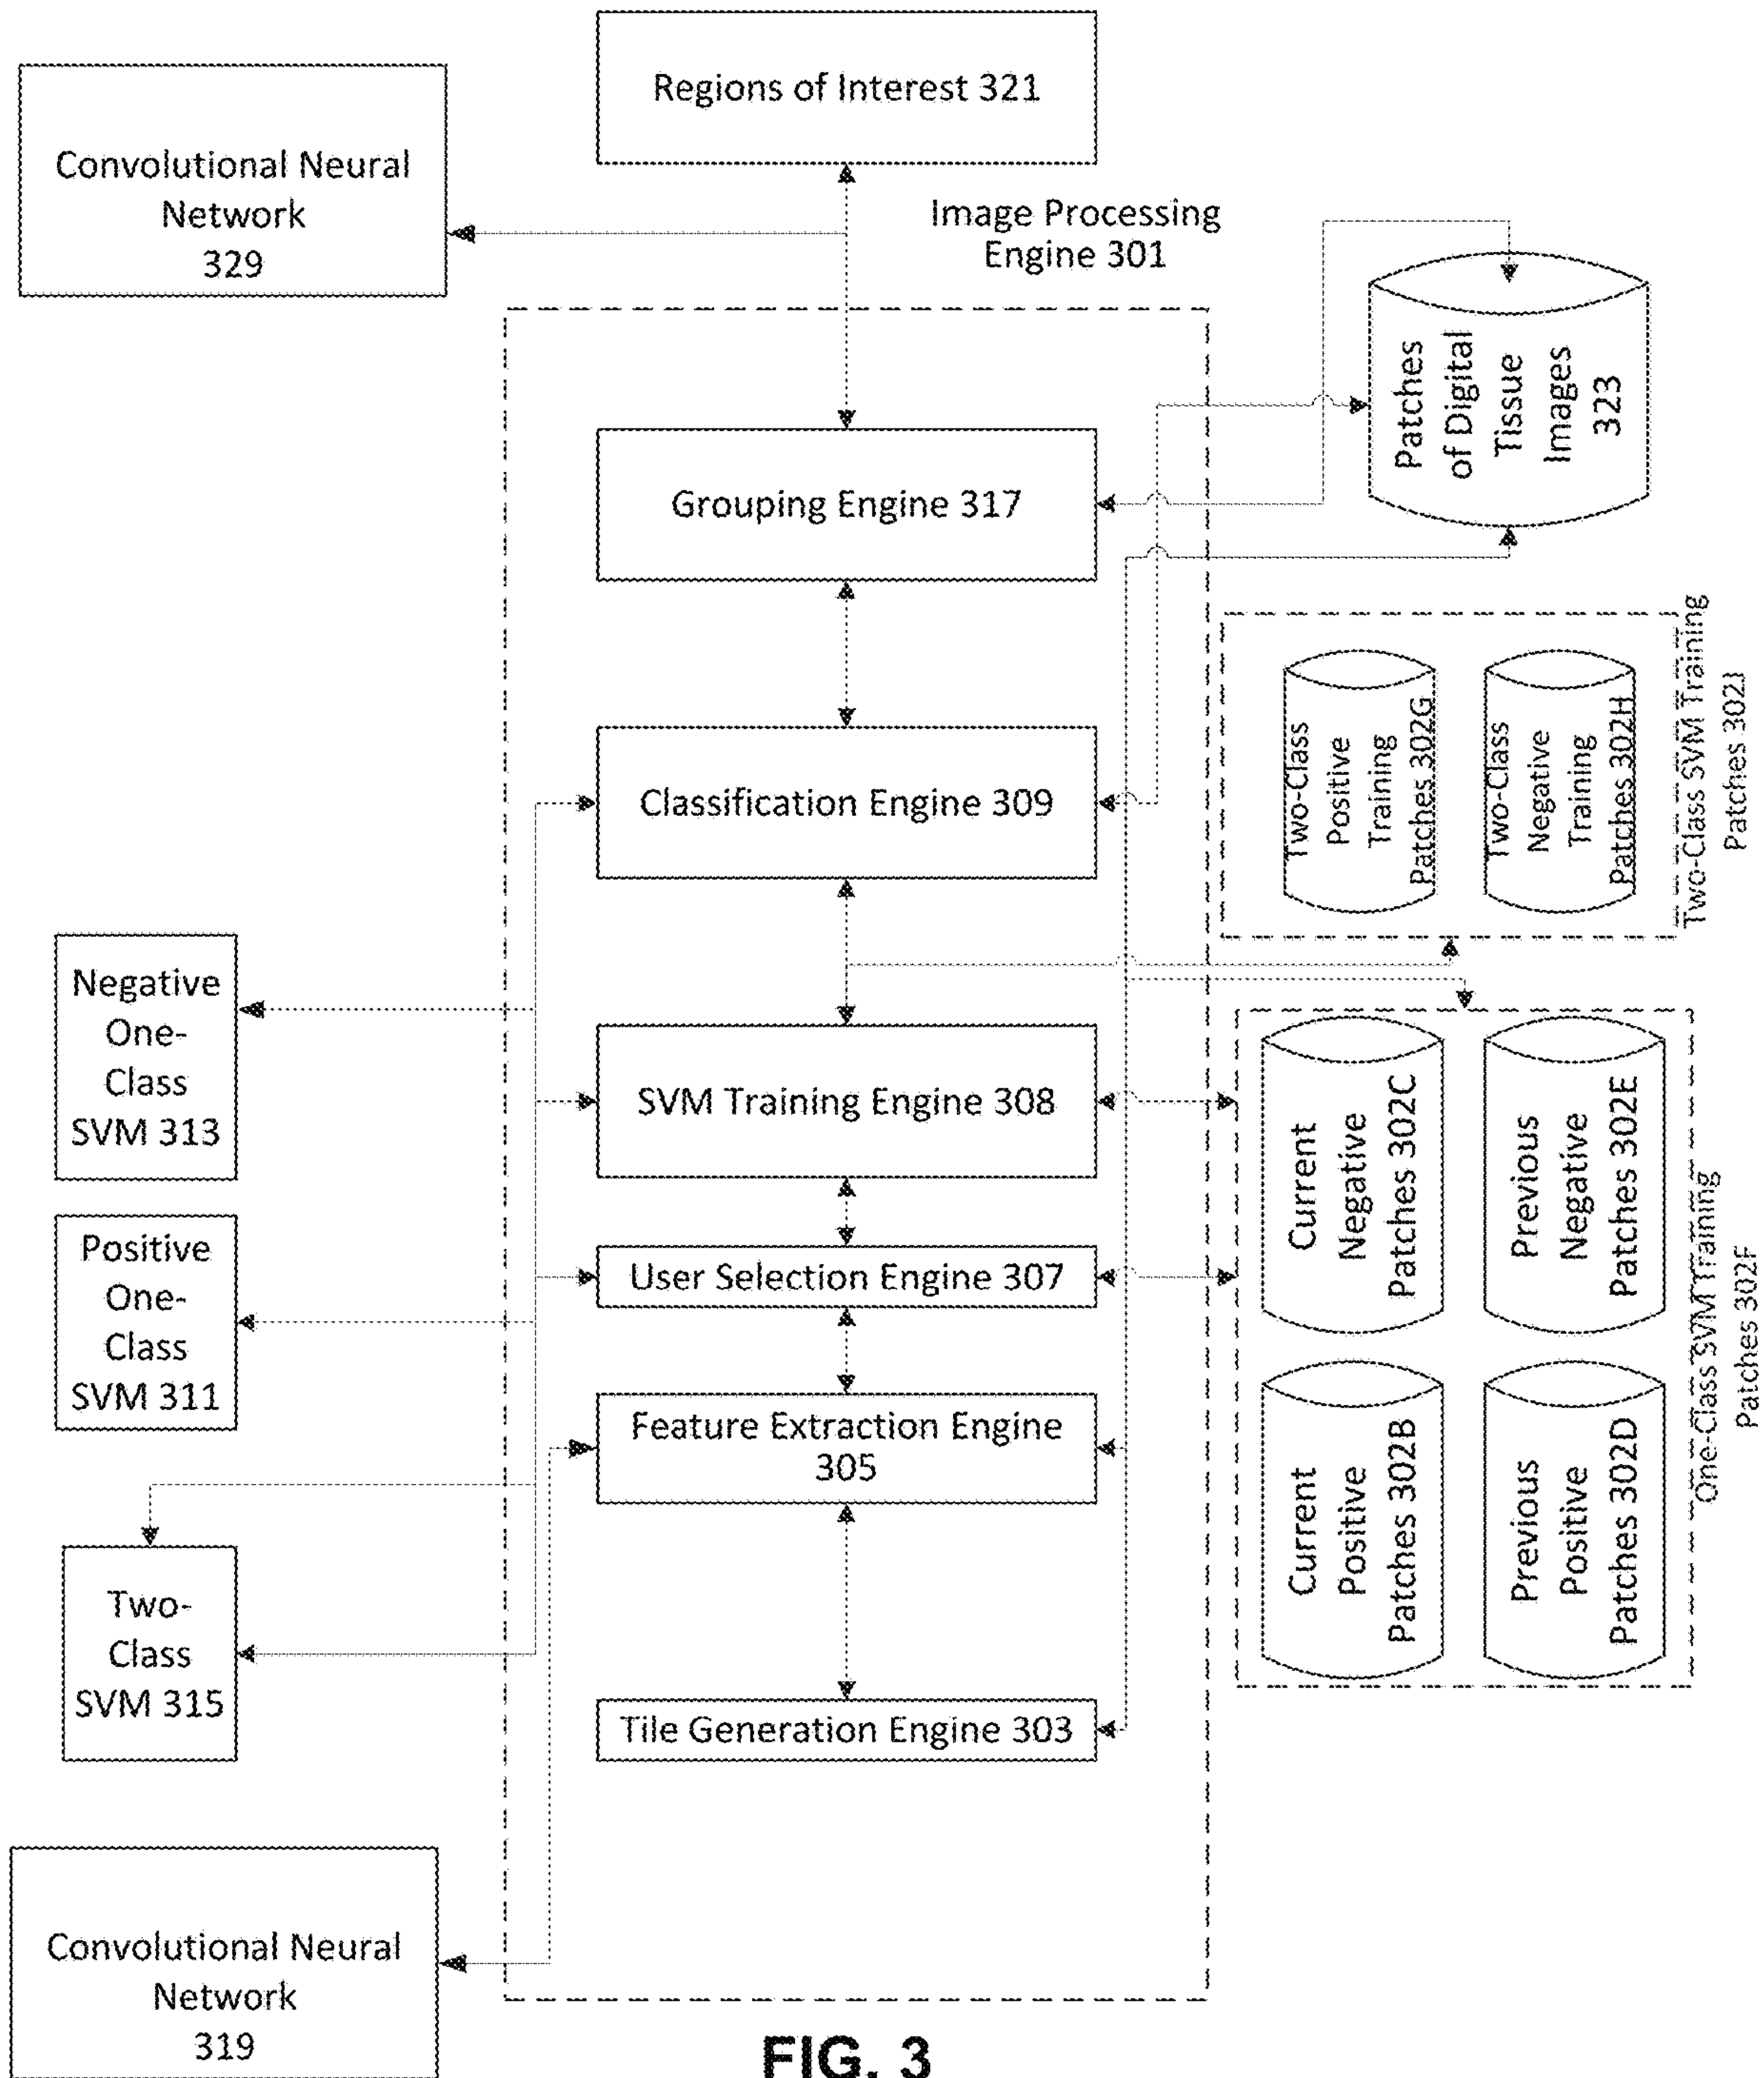 Regions of Interest 321
Convolutional Neural
Network
329
Image Processing
Engine 301
Patches
of Digital
Tissue
Images
323
Grouping Engine 317
Two-Class
Positive
Training
Patches 302G
Two-Class
Negative
Training
Patches 302H
Two-Class SVM Training
Patches 302J
Classification Engine 309
Negative
One-
Class
SVM 313
SVM Training Engine 308
Current
Negative
Patches 302C
Previous
Negative
Patches 302E
Positive
One-
Class
SVM 311
User Selection Engine 307
Feature Extraction Engine
305
Current
Positive
Patches 302B
Previous
Positive
Patches 302D
One-Class SVM Training
Patches 302F
Two-
Class
SVM 315
Tile Generation Engine 303
Convolutional Neural
Network
319
FIG. 3